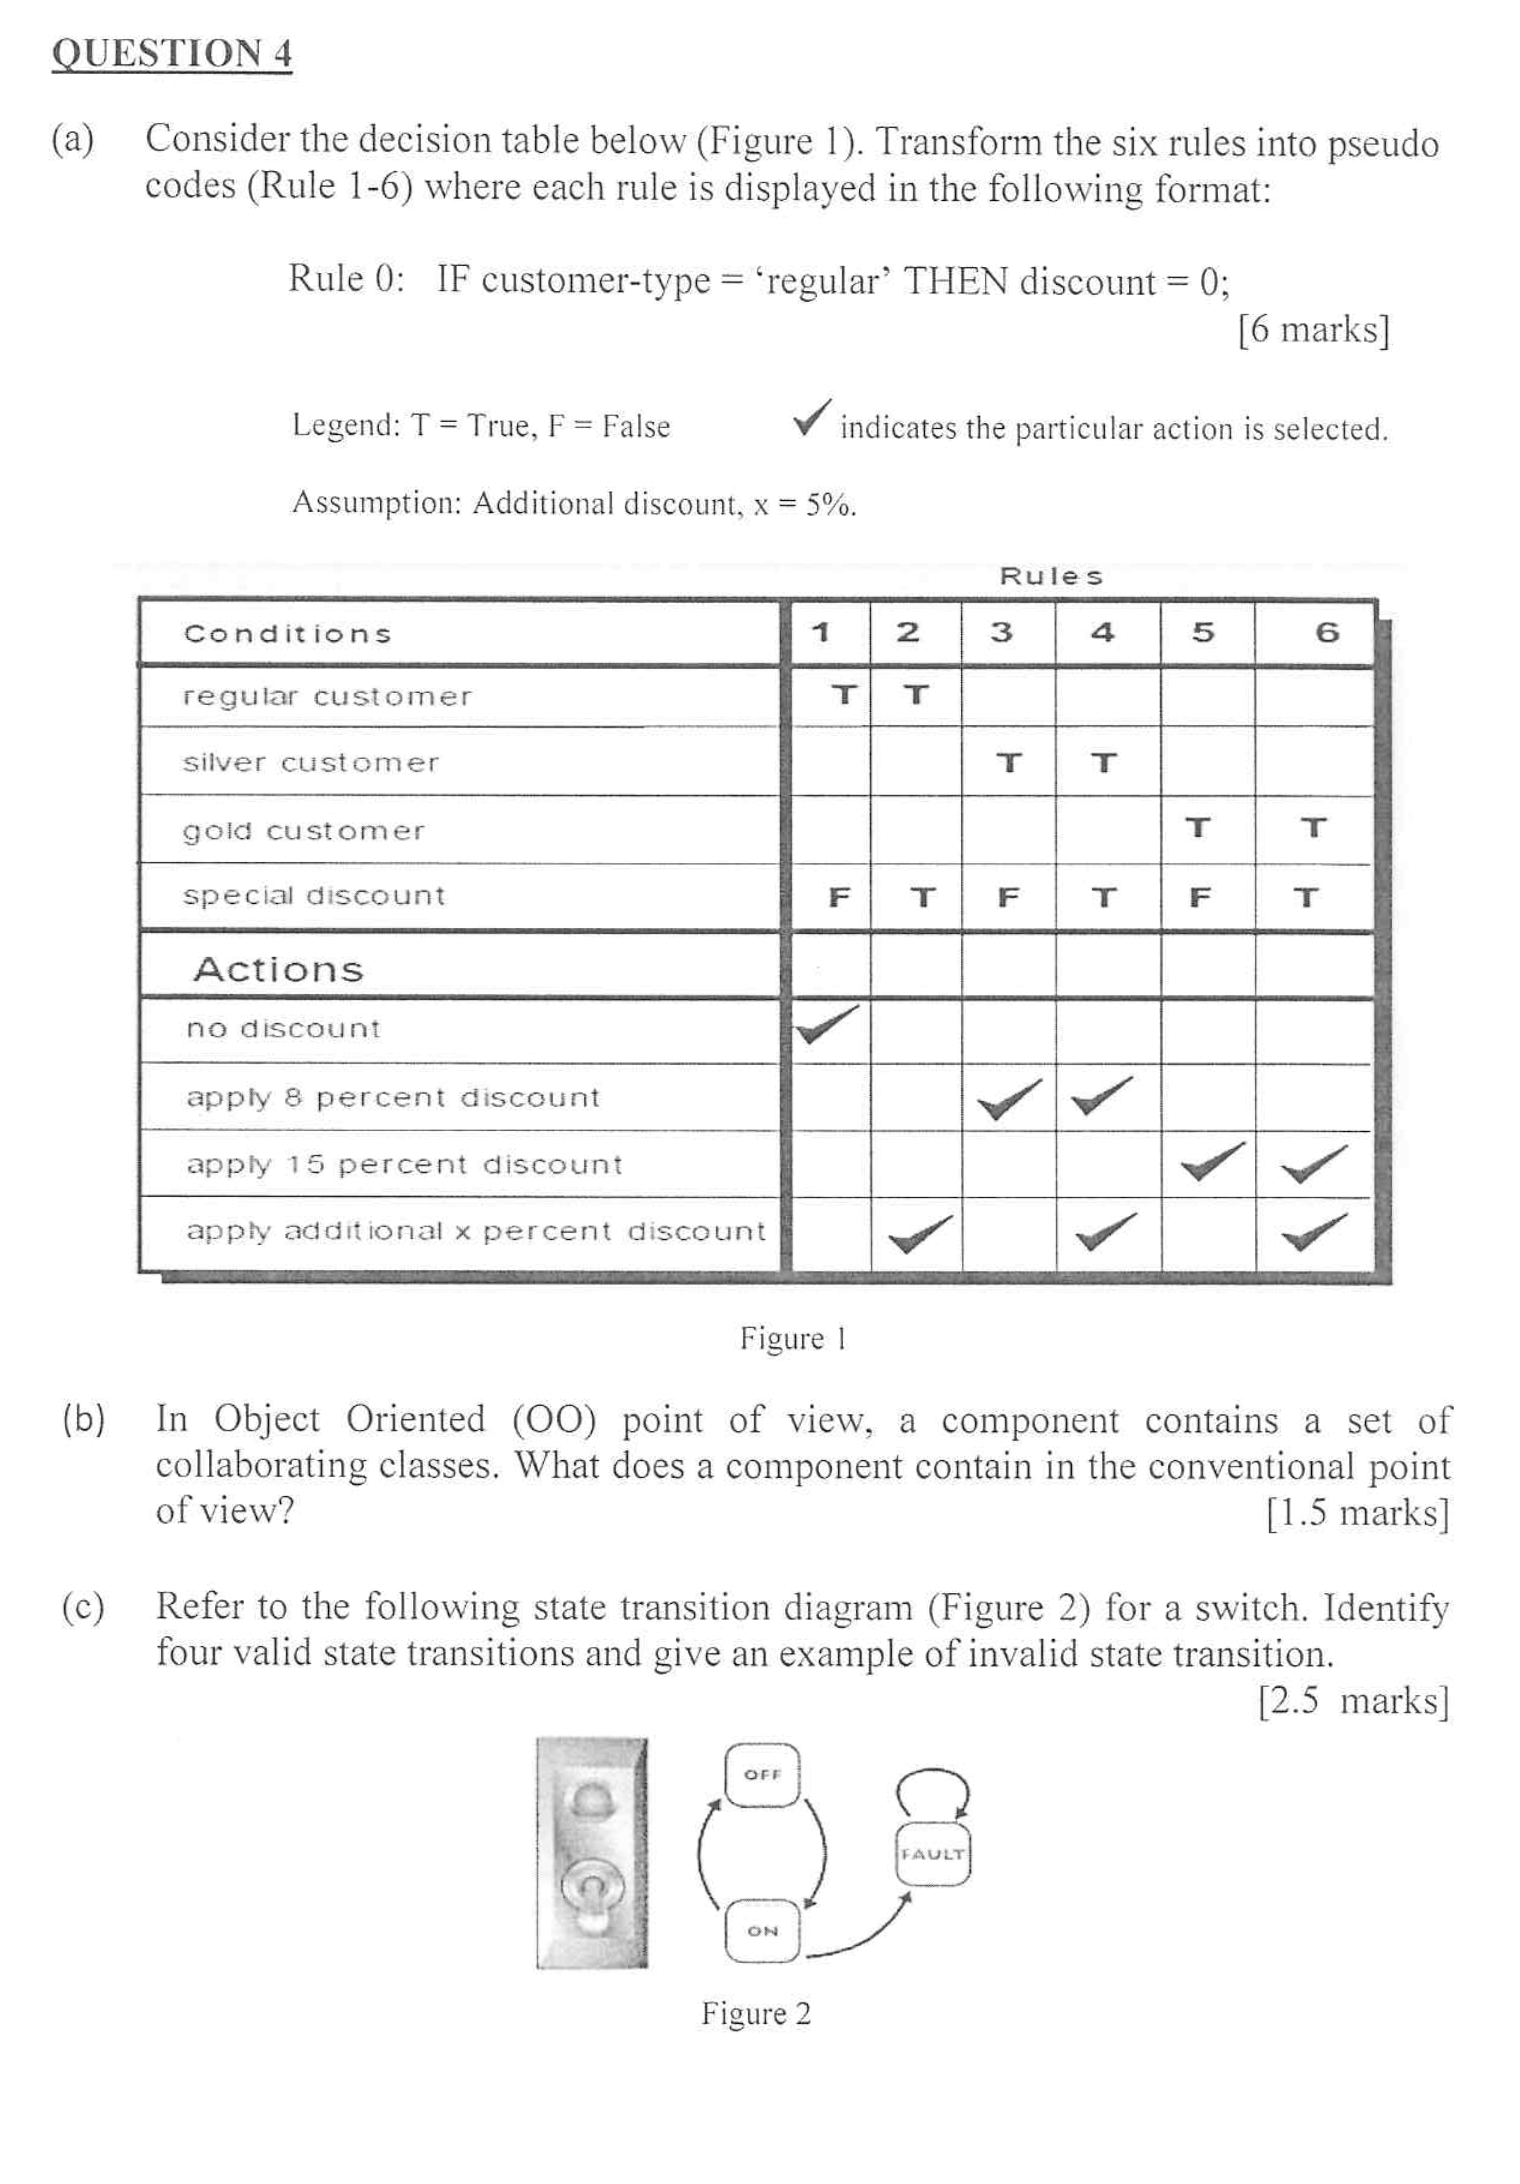 QUESTION 4
(a) Consider the decision table below (Figure 1). Transform the six rules into pseudo
codes (Rule 1-6) where each rule is displayed in the following format:
Rule 0: IF customer-type = ‘regular’ THEN discount = 0;
[6 marks]
Legend: T = True, F = False ✓ indicates the particular action is selected.
Assumption: Additional discount, x = 5%.
Rules
Conditions 1 2 3 4 5 6
regular customer T T
silver customer T T
gold customer T T
special discount F T F T F T
Actions
no discount ✓
apply 8 percent discount ✓ ✓
apply 15 percent discount ✓ ✓
apply additional x percent discount ✓ ✓ ✓
Figure 1
(b) In Object Oriented (OO) point of view, a component contains a set of
collaborating classes. What does a component contain in the conventional point
of view? [1.5 marks]
(c) Refer to the following state transition diagram (Figure 2) for a switch. Identify
four valid state transitions and give an example of invalid state transition.
[2.5 marks]
OFF
FAULT
ON
Figure 2